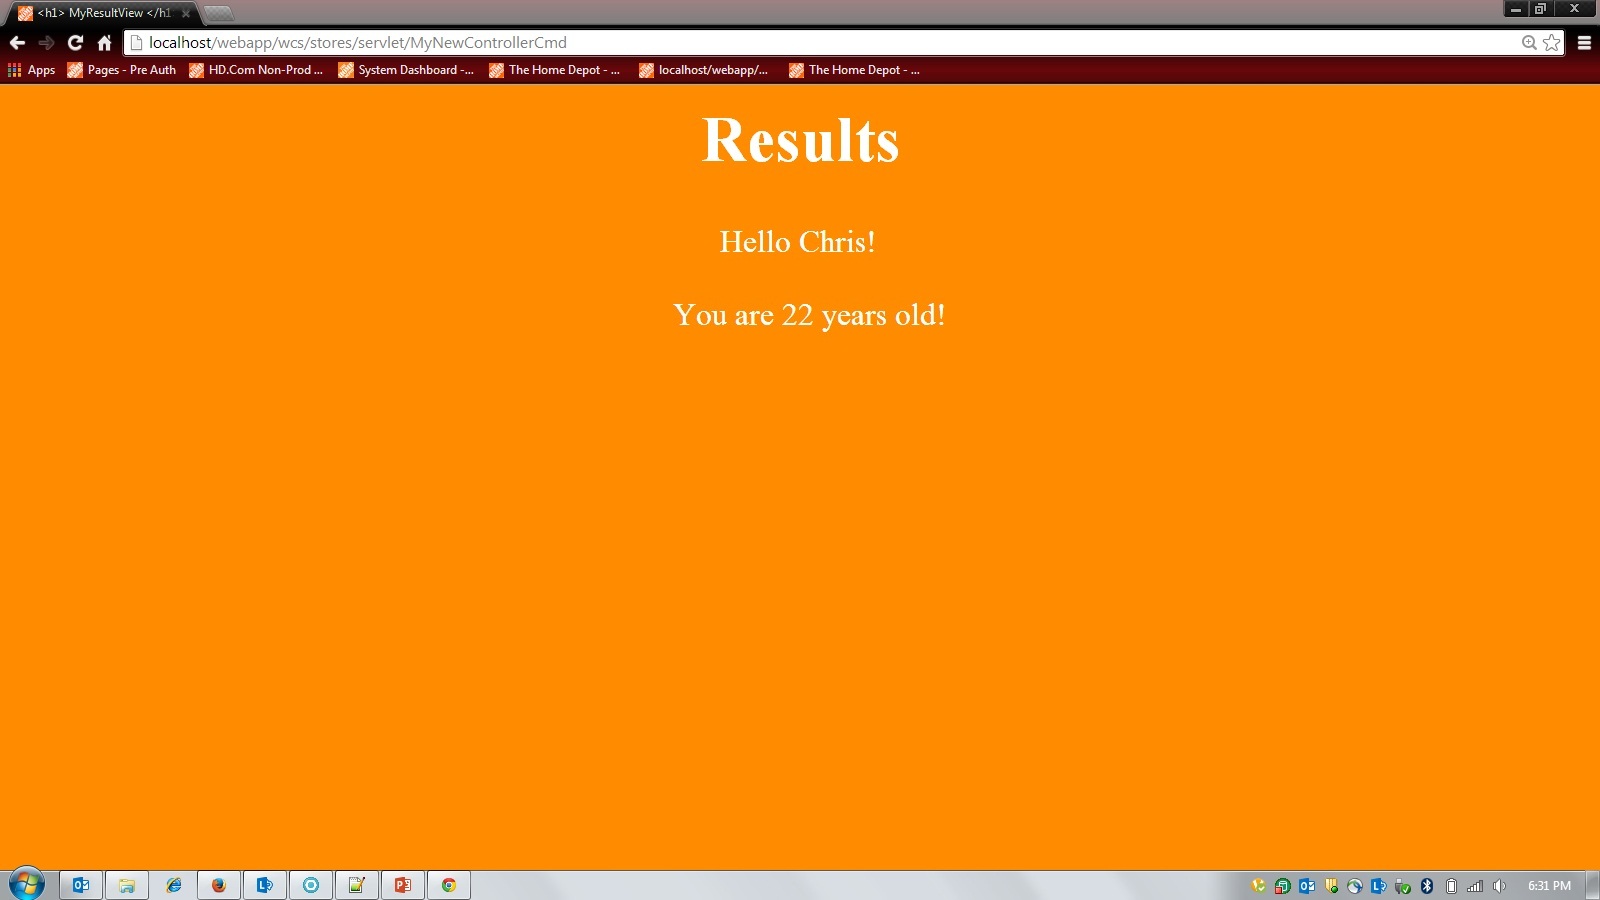 <h1> MyResultView </h1
localhost/webapp/wcs/stores/servlet/MyNewControllerCmd
Apps Pages - Pre Auth HD.Com Non-Prod ... System Dashboard -... The Home Depot - ... localhost/webapp/... The Home Depot - ...
Results
Hello Chris!
You are 22 years old!
6:31 PM